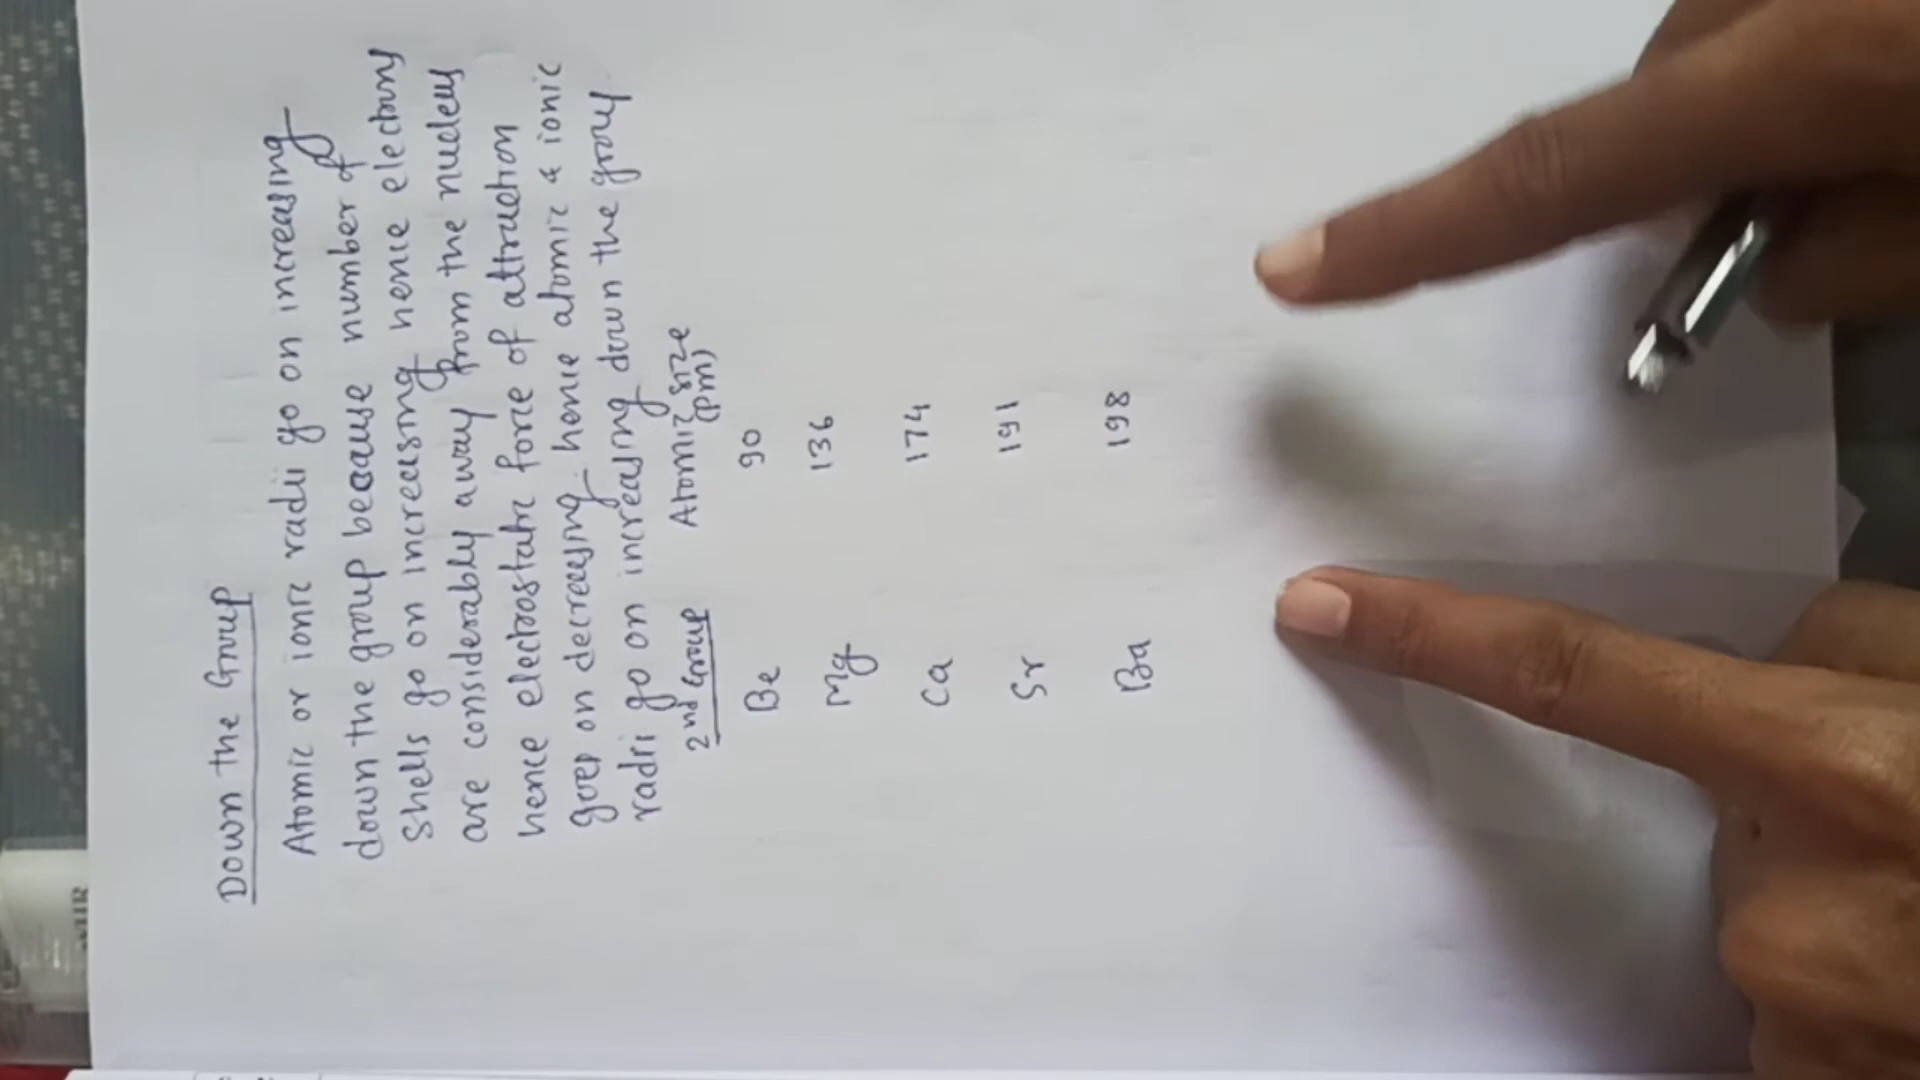 Down the Group
Atomic or ionic radii go on increasing
down the group because number of
shells go on increasing hence electrons
are considerably away from the nucleus
hence electrostatic force of attraction
goes on decreasing hence atomic & ionic
radii go on increasing down the group
2nd Group Atomic size
(pm)
Be 90
Mg 136
Ca 174
Sr 191
Ba 198